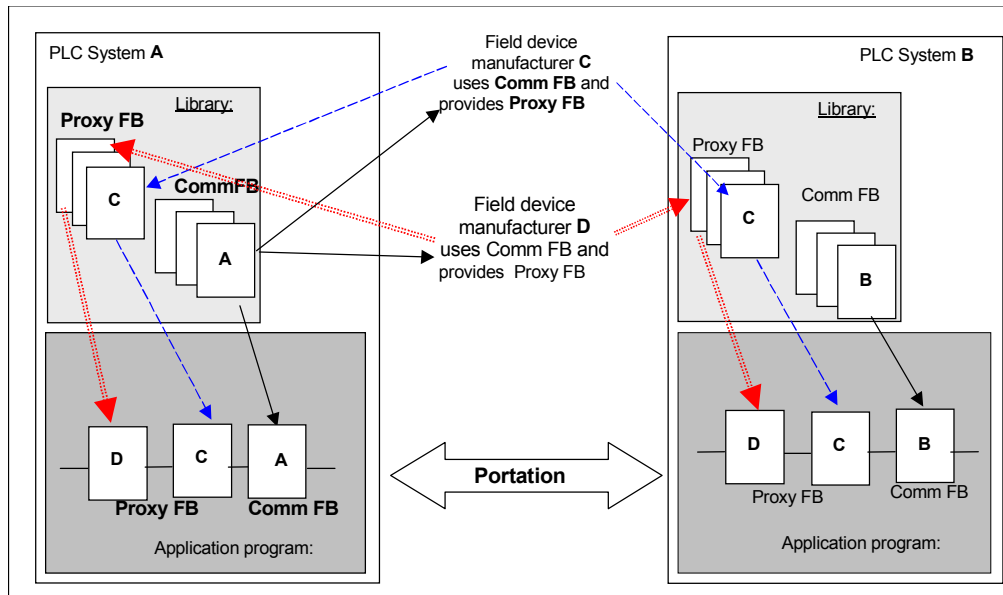 PLC System A
Library:
Proxy FB
C
CommFB
A
D
C
A
Proxy FB
Comm FB
Application program:
Field device
manufacturer C
uses Comm FB and
provides Proxy FB
Field device
manufacturer D
uses Comm FB and
provides Proxy FB
Portation
PLC System B
Library:
Proxy FB
C
Comm FB
B
D
C
B
Proxy FB
Comm FB
Application program: